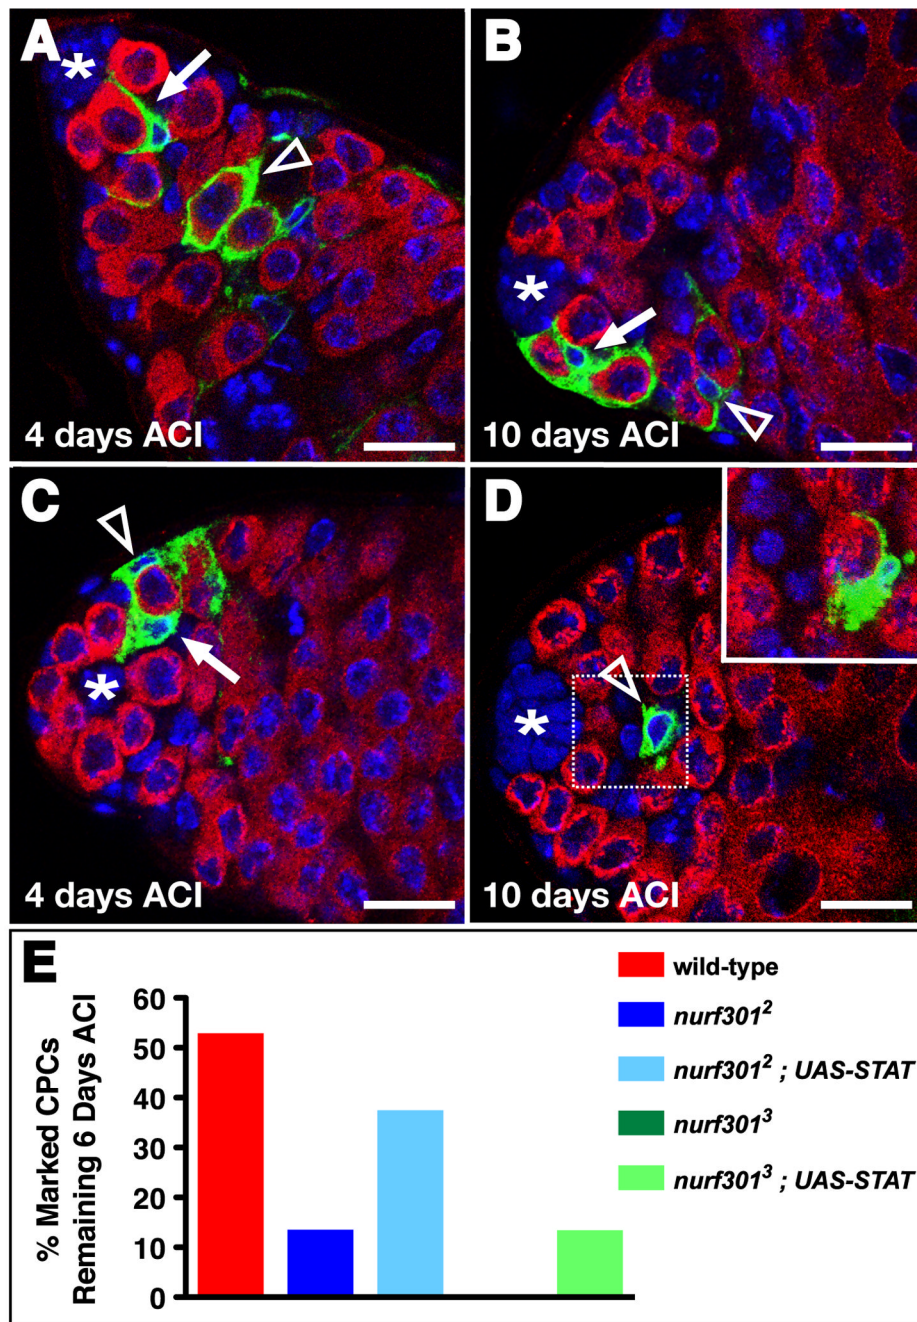 A
*
4 days ACI
B
*
10 days ACI
C
*
4 days ACI
D
*
10 days ACI
E
% Marked CPCs
Remaining 6 Days ACI
60
50
40
30
20
10
0
wild-type
nurf301²
nurf301² ; UAS-STAT
nurf301³
nurf301³ ; UAS-STAT